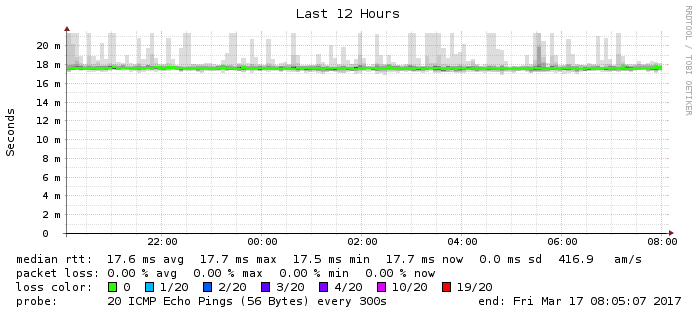 Last 12 Hours
RRDTOOL / TOBI OETIKER
Seconds
20 m
18 m
16 m
14 m
12 m
10 m
8 m
6 m
4 m
2 m
0
22:00 00:00 02:00 04:00 06:00 08:00
median rtt: 17.6 ms avg 17.7 ms max 17.5 ms min 17.7 ms now 0.0 ms sd 416.9 am/s
packet loss: 0.00 % avg 0.00 % max 0.00 % min 0.00 % now
loss color: 0 1/20 2/20 3/20 4/20 10/20 19/20
probe: 20 ICMP Echo Pings (56 Bytes) every 300s end: Fri Mar 17 08:05:07 2017